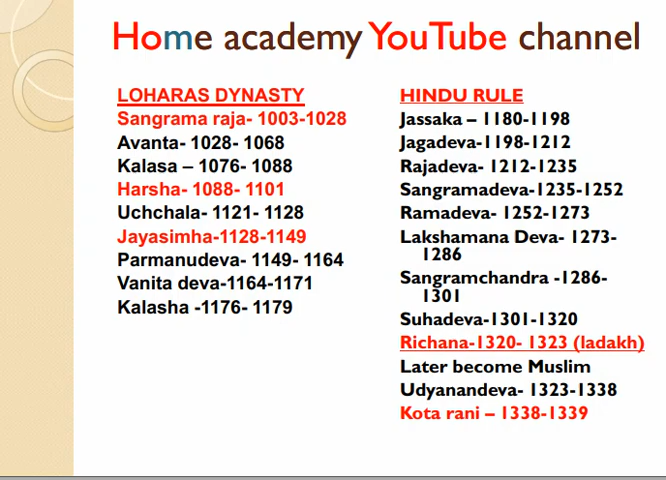 Home academy YouTube channel
LOHARAS DYNASTY
Sangrama raja- 1003-1028
Avanta- 1028- 1068
Kalasa – 1076- 1088
Harsha- 1088- 1101
Uchchala- 1121- 1128
Jayasimha-1128-1149
Parmanudeva- 1149- 1164
Vanita deva-1164-1171
Kalasha -1176- 1179
HINDU RULE
Jassaka – 1180-1198
Jagadeva-1198-1212
Rajadeva- 1212-1235
Sangramadeva-1235-1252
Ramadeva- 1252-1273
Lakshamana Deva- 1273-
1286
Sangramchandra -1286-
1301
Suhadeva-1301-1320
Richana-1320- 1323 (ladakh)
Later become Muslim
Udyanandeva- 1323-1338
Kota rani – 1338-1339